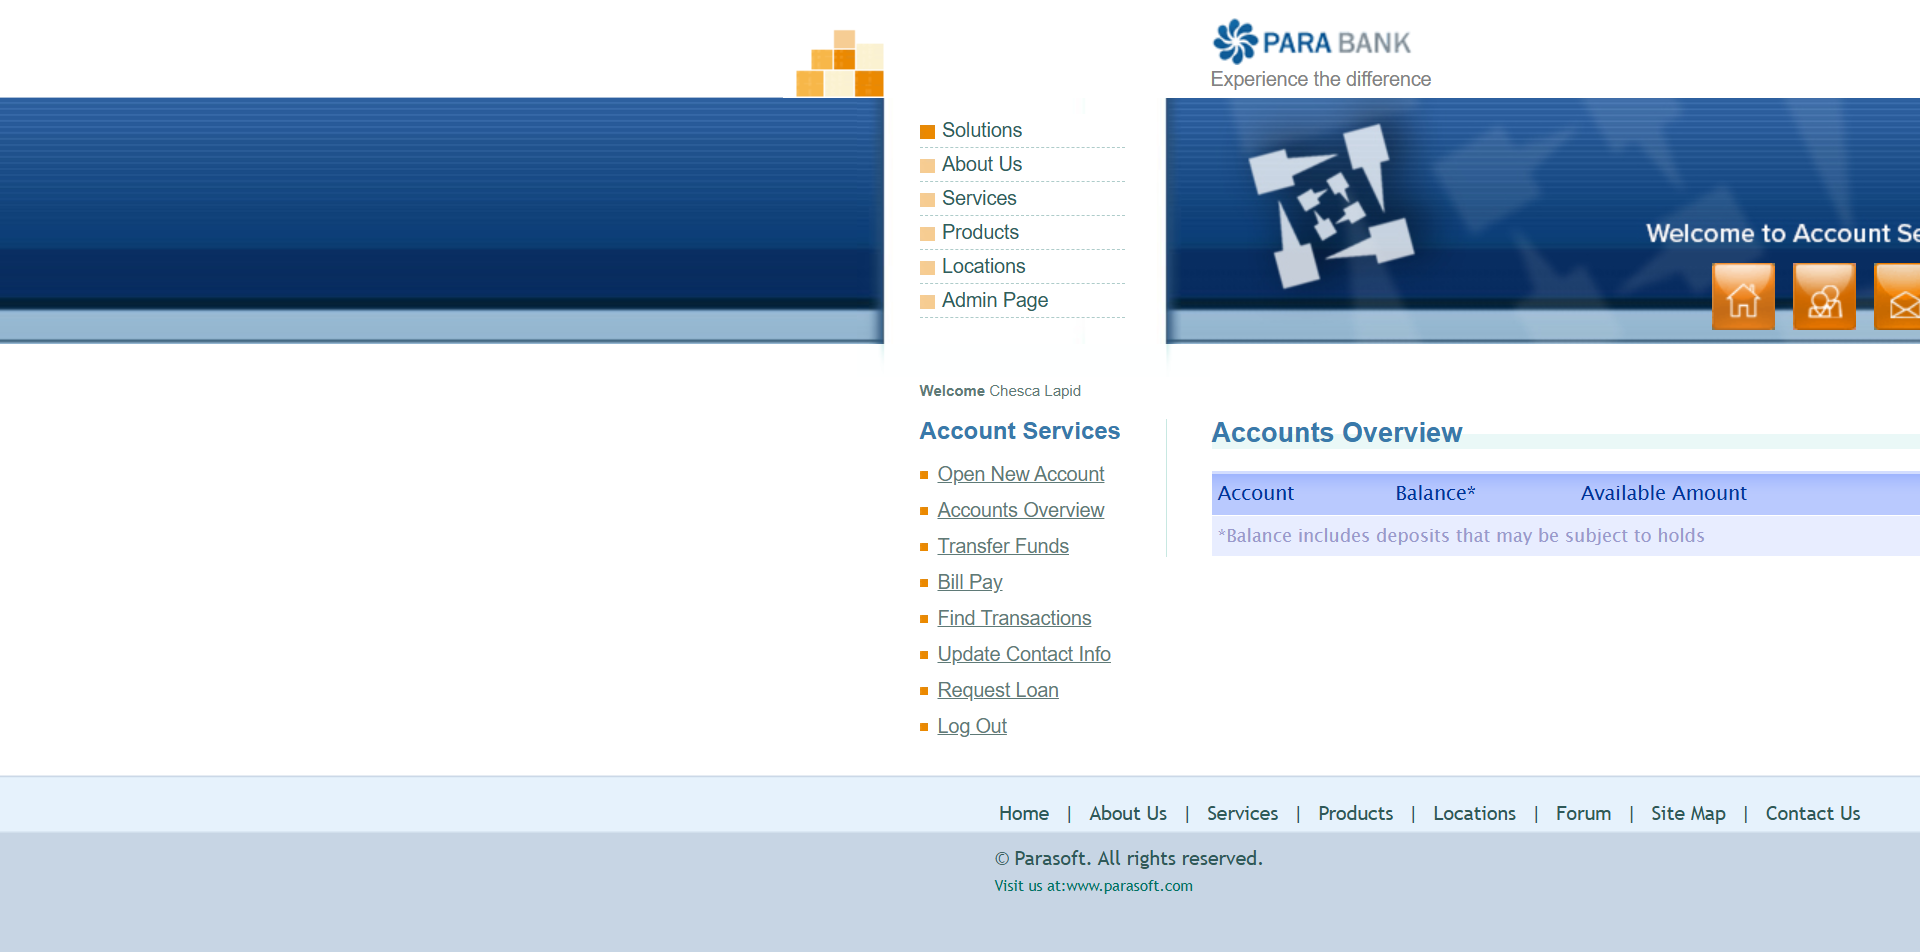 PARA BANK
Experience the difference
Solutions
About Us
Services
Products
Locations
Admin Page
Welcome to Account Se
Welcome Chesca Lapid
Account Services
Open New Account
Accounts Overview
Transfer Funds
Bill Pay
Find Transactions
Update Contact Info
Request Loan
Log Out
Accounts Overview
Account Balance* Available Amount
*Balance includes deposits that may be subject to holds
Home | About Us | Services | Products | Locations | Forum | Site Map | Contact Us
© Parasoft. All rights reserved.
Visit us at:www.parasoft.com